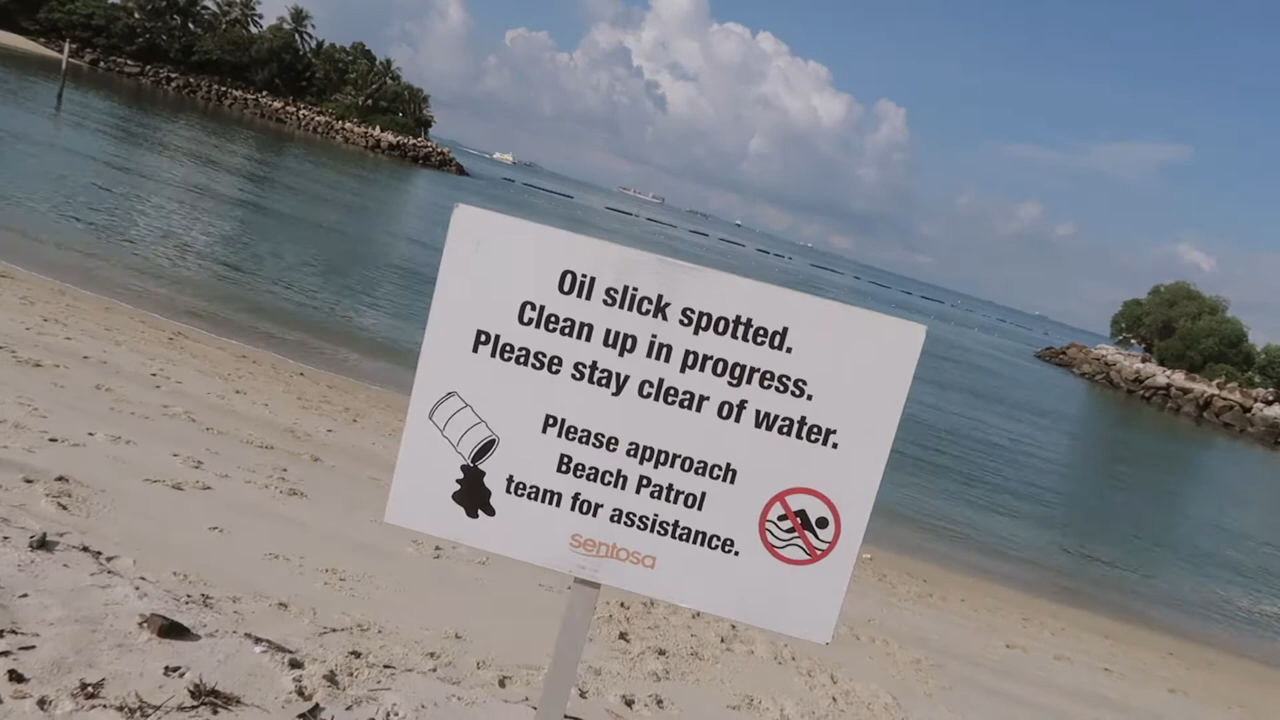 Oil slick spotted.
Clean up in progress.
Please stay clear of water.
Please approach
Beach Patrol
team for assistance.
sentosa